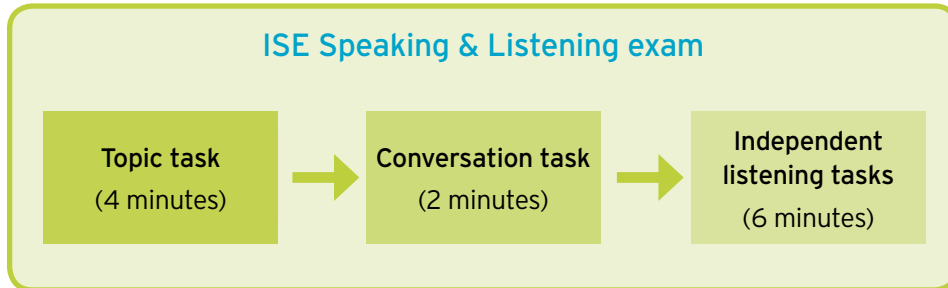 ISE Speaking & Listening exam
Topic task
(4 minutes)
Conversation task
(2 minutes)
Independent
listening tasks
(6 minutes)